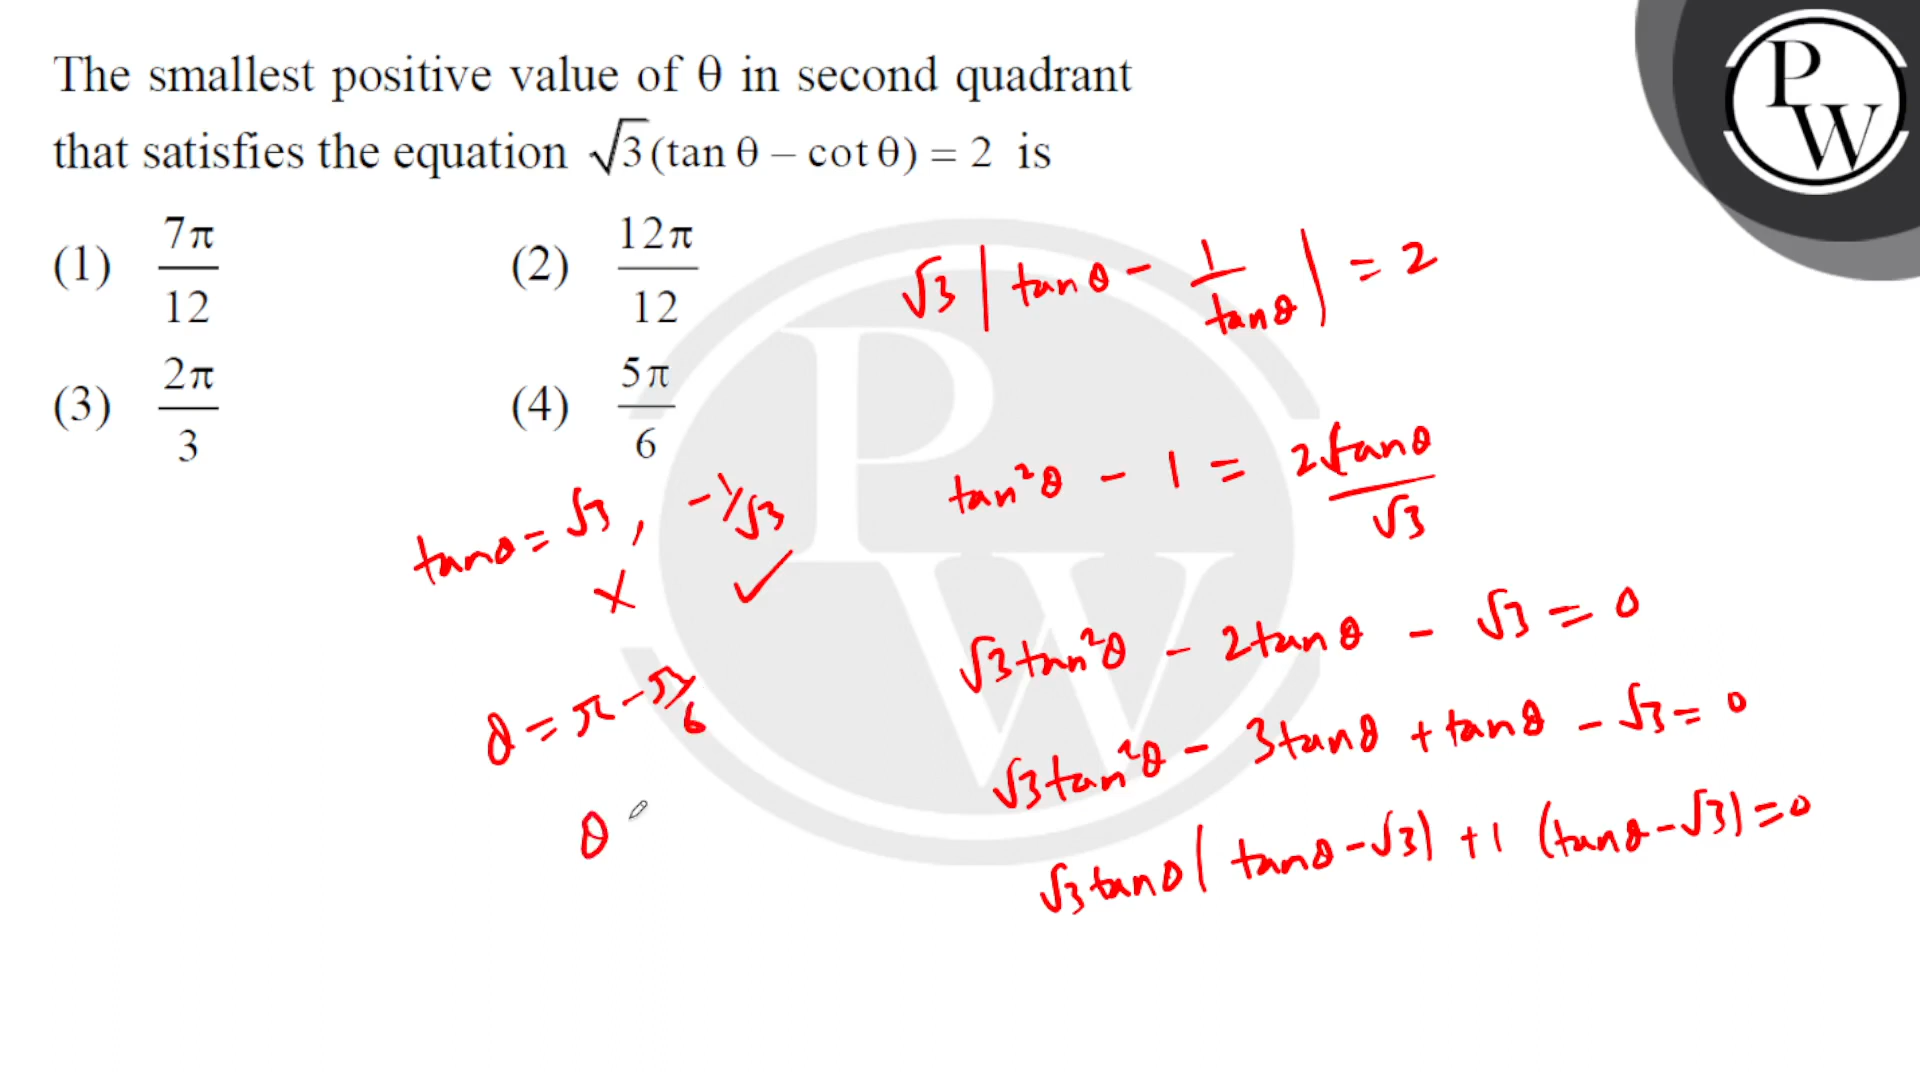 The smallest positive value of θ in second quadrant
that satisfies the equation √3(tan θ – cot θ) = 2 is
(1) 7π/12 (2) 12π/12
(3) 2π/3 (4) 5π/6
√3(tanθ - 1/tanθ) = 2
tan²θ - 1 = 2tanθ/√3
√3tan²θ - 2tanθ - √3 = 0
√3tan²θ - 3tanθ + tanθ - √3 = 0
√3tanθ(tanθ - √3) + 1(tanθ - √3) = 0
tanθ = √3, -1/√3
× ✓
θ = π - π/6
θ
PW
PW